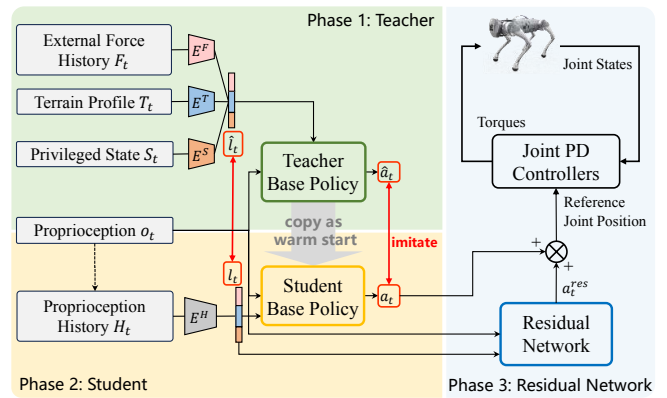 Phase 1: Teacher
External Force
History F_t
E^F
Terrain Profile T_t
E^T
Privileged State S_t
E^S
l̂_t
Teacher
Base Policy
â_t
copy as
warm start
imitate
Proprioception o_t
l_t
Student
Base Policy
a_t
Proprioception
History H_t
E^H
Phase 2: Student
Joint States
Torques
Joint PD
Controllers
Reference
Joint Position
+
+
a_t^{res}
Residual
Network
Phase 3: Residual Network